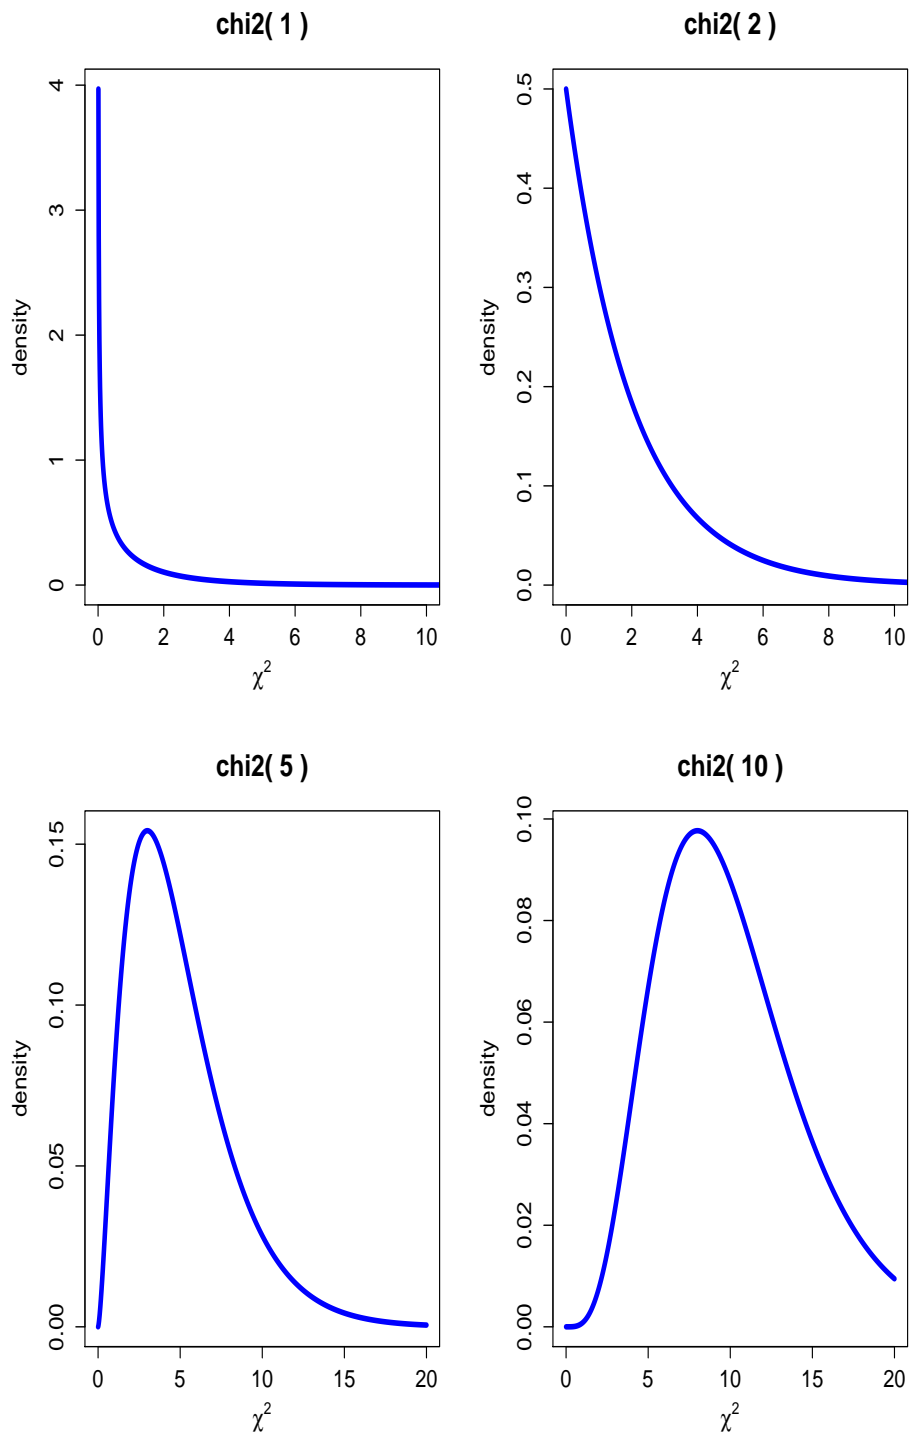 chi2( 1 )
density
4
3
2
1
0
0 2 4 6 8 10
χ²
chi2( 2 )
density
0.5
0.4
0.3
0.2
0.1
0.0
0 2 4 6 8 10
χ²
chi2( 5 )
density
0.15
0.10
0.05
0.00
0 5 10 15 20
χ²
chi2( 10 )
density
0.10
0.08
0.06
0.04
0.02
0.00
0 5 10 15 20
χ²